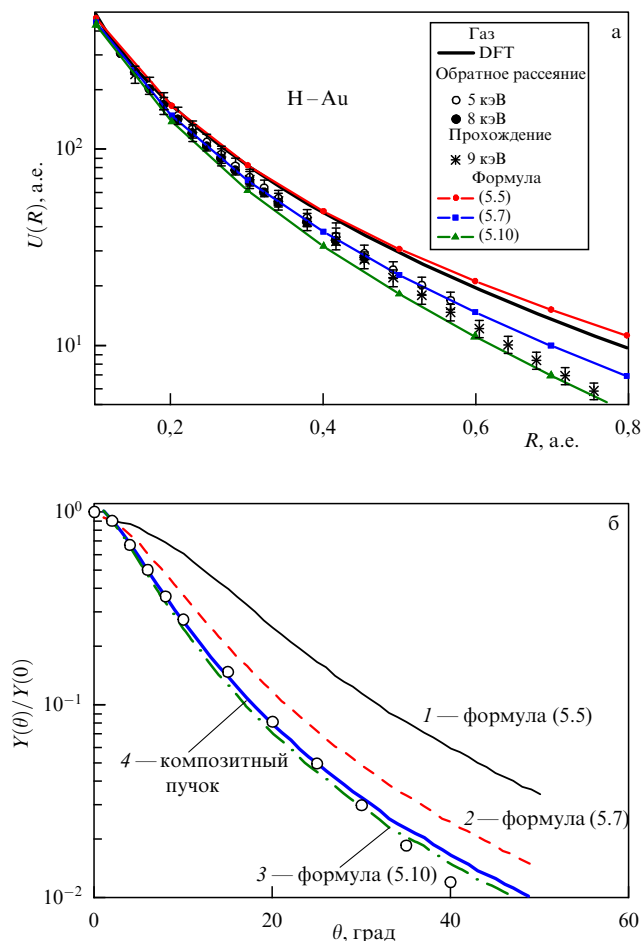 а
Газ
DFT
Обратное рассеяние
5 кэВ
8 кэВ
Прохождение
9 кэВ
Формула
(5.5)
(5.7)
(5.10)
H – Au
U(R), а.е.
10²
10¹
0,2
0,4
0,6
0,8
R, а.е.
б
Y(θ)/Y(0)
10⁰
10⁻¹
10⁻²
1 — формула (5.5)
4 — композитный
пучок
2 — формула (5.7)
3 — формула (5.10)
0
20
40
60
θ, град